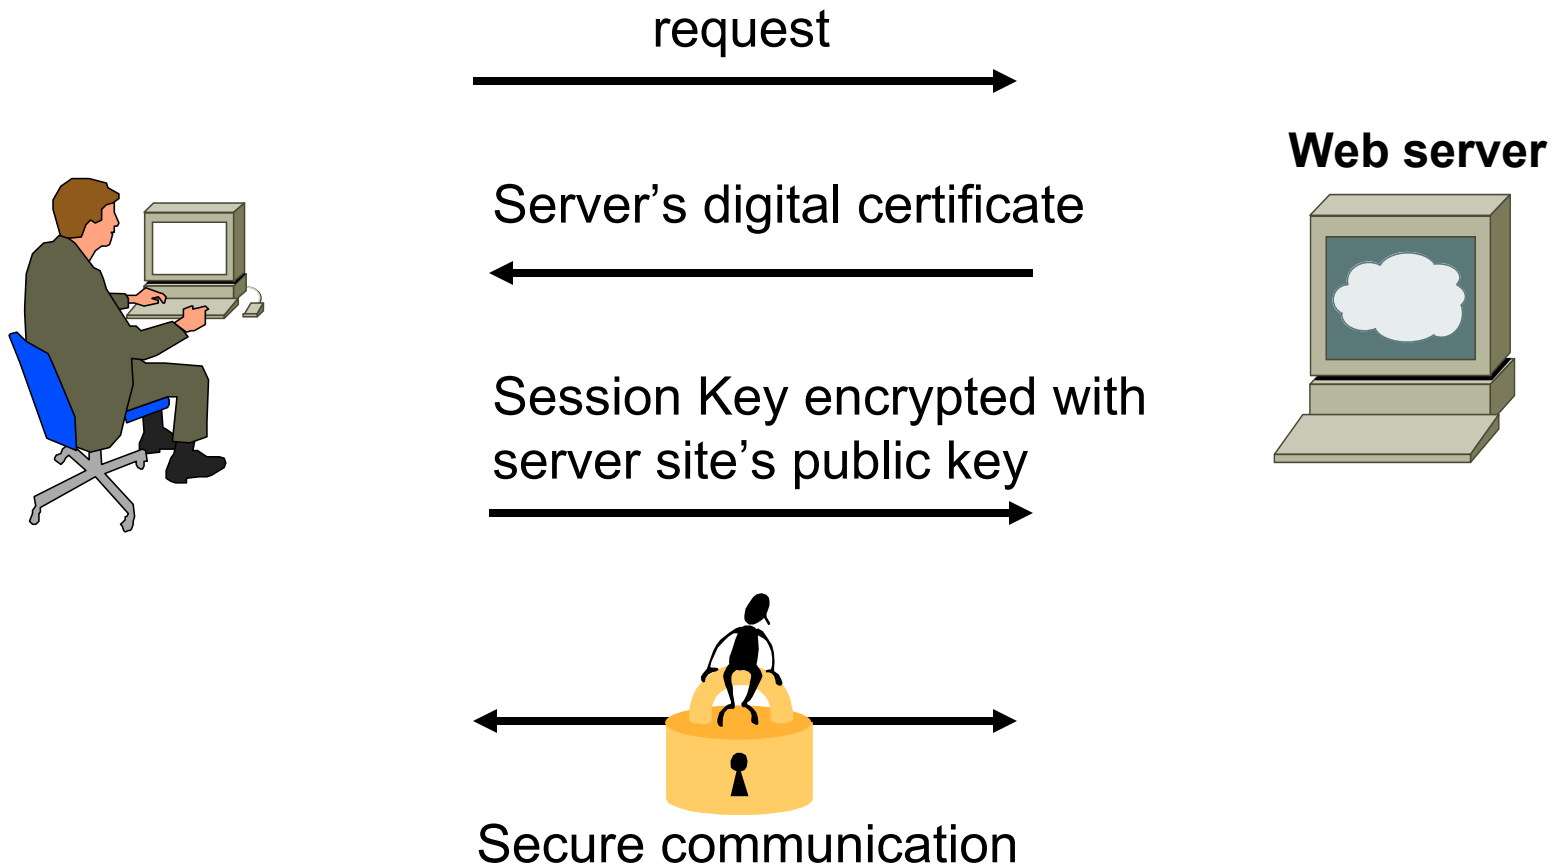 request
Web server
Server’s digital certificate
Session Key encrypted with
server site’s public key
Secure communication